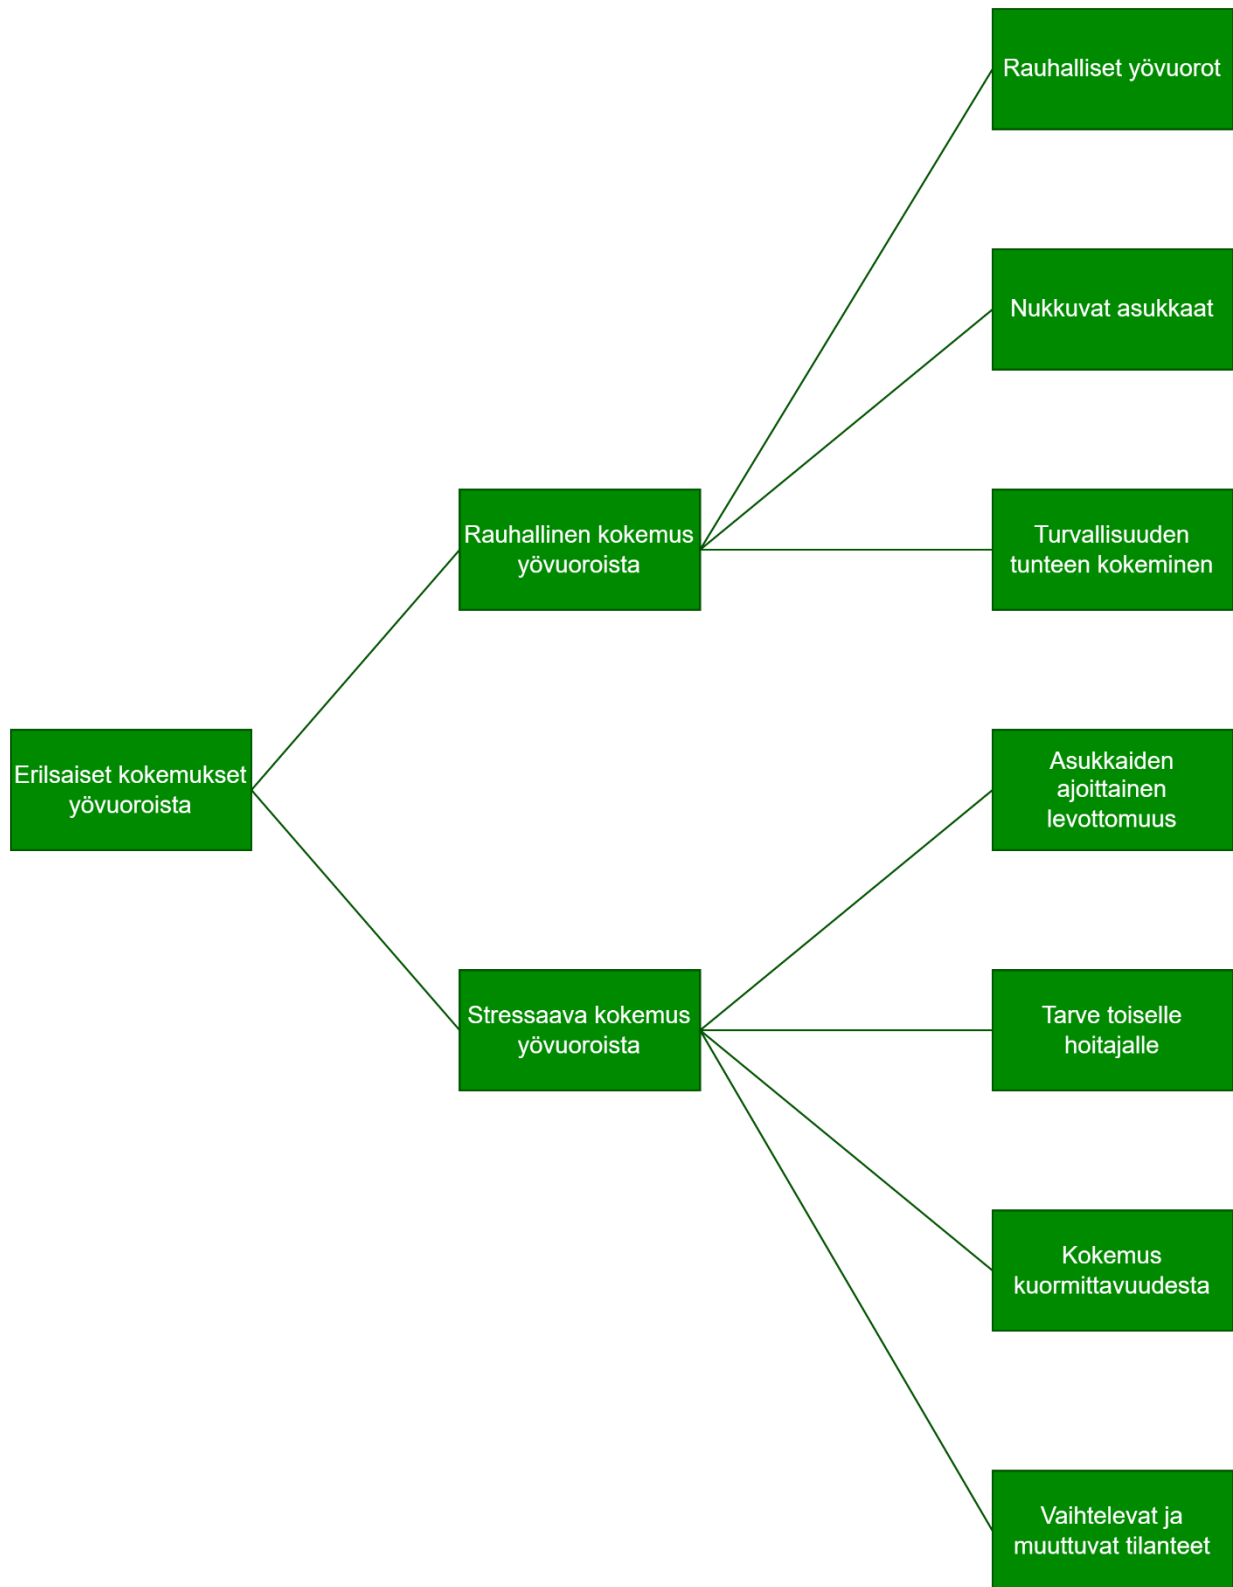 Rauhalliset yövuorot
Nukkuvat asukkaat
Rauhallinen kokemus
yövuoroista
Turvallisuuden
tunteen kokeminen
Erilsaiset kokemukset
yövuoroista
Asukkaiden
ajoittainen
levottomuus
Stressaava kokemus
yövuoroista
Tarve toiselle
hoitajalle
Kokemus
kuormittavuudesta
Vaihtelevat ja
muuttuvat tilanteet